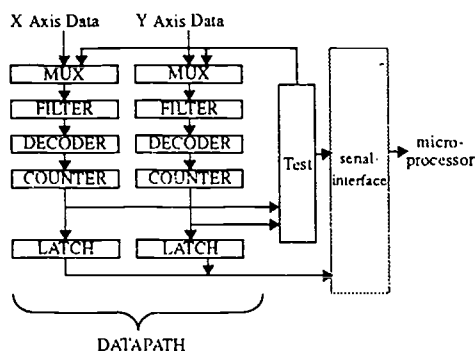 X Axis Data Y Axis Data
MUX MUX
FILTER FILTER
DECODER DECODER
COUNTER COUNTER
Test
serial-
interface
micro-
processor
LATCH LATCH
DATAPATH